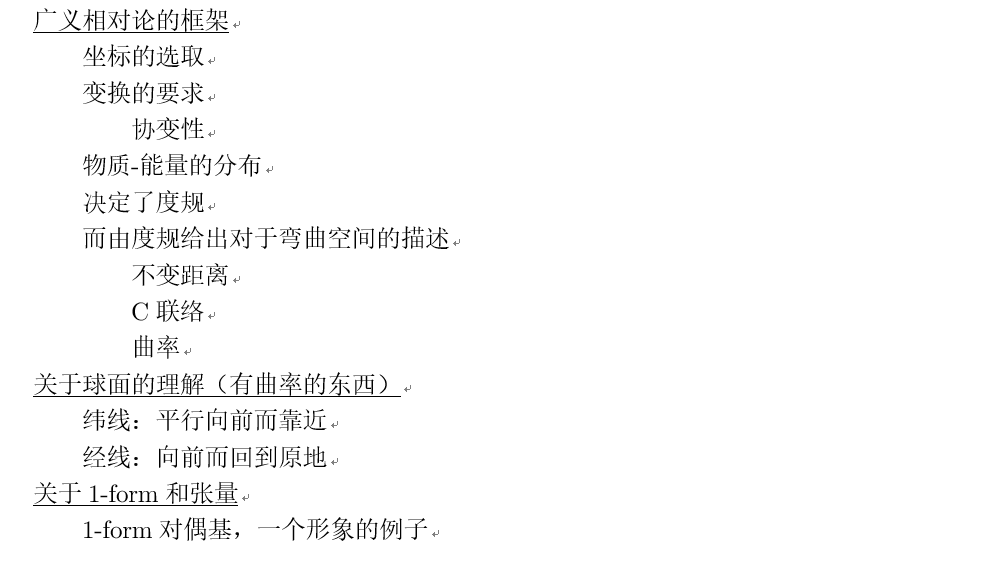 广义相对论的框架
坐标的选取
变换的要求
协变性
物质-能量的分布
决定了度规
而由度规给出对于弯曲空间的描述
不变距离
C 联络
曲率
关于球面的理解（有曲率的东西）
纬线：平行向前而靠近
经线：向前而回到原地
关于 1-form 和张量
1-form 对偶基，一个形象的例子